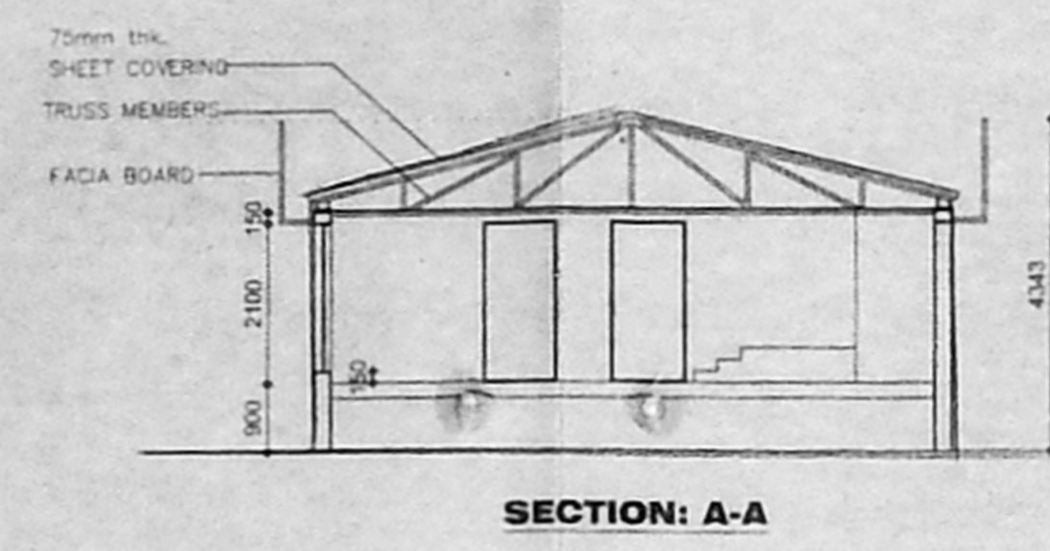 75mm thk.
SHEET COVERING
TRUSS MEMBERS
FACIA BOARD
150
2100
150
900
4343
SECTION: A-A